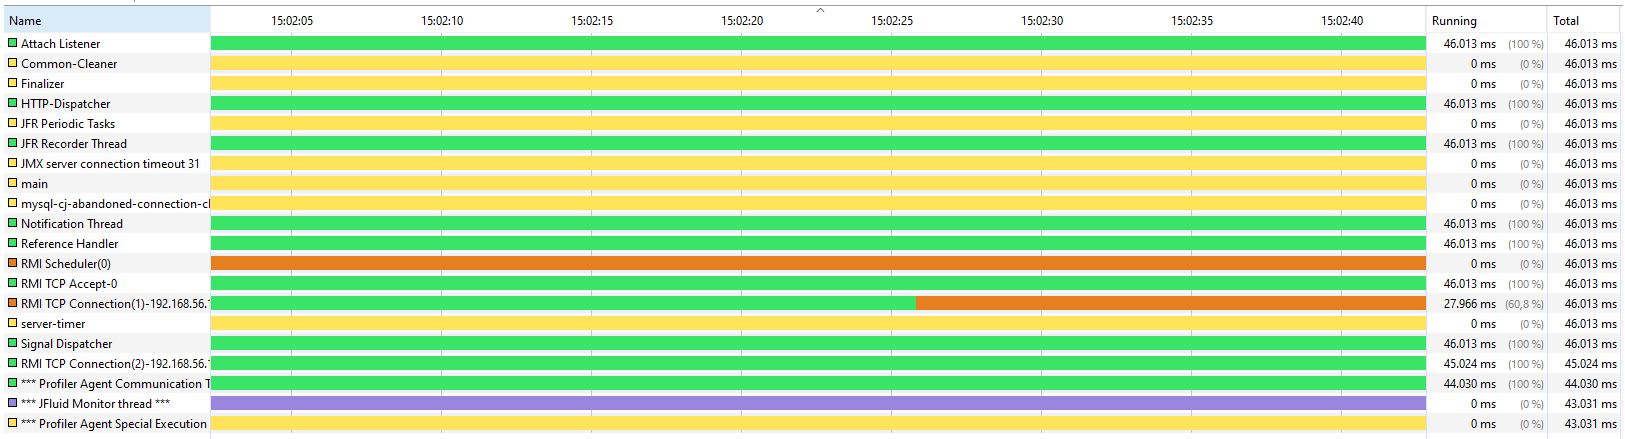 Name 15:02:05 15:02:10 15:02:15 15:02:20 15:02:25 15:02:30 15:02:35 15:02:40 Running Total
Attach Listener 46.013 ms (100 %) 46.013 ms
Common-Cleaner 0 ms (0 %) 46.013 ms
Finalizer 0 ms (0 %) 46.013 ms
HTTP-Dispatcher 46.013 ms (100 %) 46.013 ms
JFR Periodic Tasks 0 ms (0 %) 46.013 ms
JFR Recorder Thread 46.013 ms (100 %) 46.013 ms
JMX server connection timeout 31 0 ms (0 %) 46.013 ms
main 0 ms (0 %) 46.013 ms
mysql-cj-abandoned-connection-cl 0 ms (0 %) 46.013 ms
Notification Thread 46.013 ms (100 %) 46.013 ms
Reference Handler 46.013 ms (100 %) 46.013 ms
RMI Scheduler(0) 0 ms (0 %) 46.013 ms
RMI TCP Accept-0 46.013 ms (100 %) 46.013 ms
RMI TCP Connection(1)-192.168.56.1 27.966 ms (60,8 %) 46.013 ms
server-timer 0 ms (0 %) 46.013 ms
Signal Dispatcher 46.013 ms (100 %) 46.013 ms
RMI TCP Connection(2)-192.168.56.1 45.024 ms (100 %) 45.024 ms
*** Profiler Agent Communication T 44.030 ms (100 %) 44.030 ms
*** JFluid Monitor thread *** 0 ms (0 %) 43.031 ms
*** Profiler Agent Special Execution 0 ms (0 %) 43.031 ms